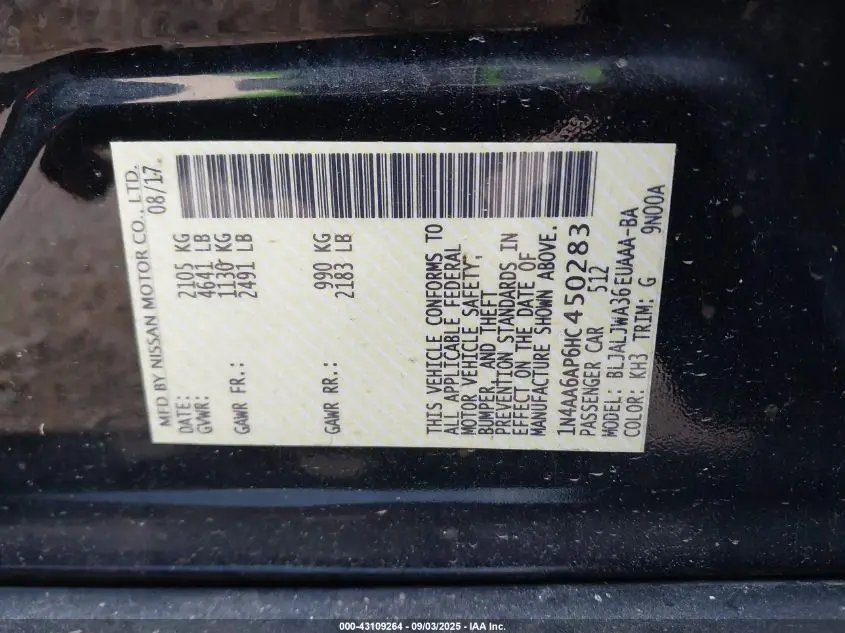 MFD BY NISSAN MOTOR CO., LTD.
DATE: 08/17
GVWR: 2105 KG
4641 LB
GAWR FR.: 1130 KG
2491 LB
GAWR RR.: 990 KG
2183 LB
THIS VEHICLE CONFORMS TO
ALL APPLICABLE FEDERAL
MOTOR VEHICLE SAFETY,
BUMPER, AND THEFT
PREVENTION STANDARDS IN
EFFECT ON THE DATE OF
MANUFACTURE SHOWN ABOVE.
1N4AA6AP6HC450283
PASSENGER CAR 512
MODEL: BLJALJWA36EUAAA-BA
COLOR: KH3 TRIM: G 9N00A
000-43109264 - 09/03/2025 - IAA Inc.